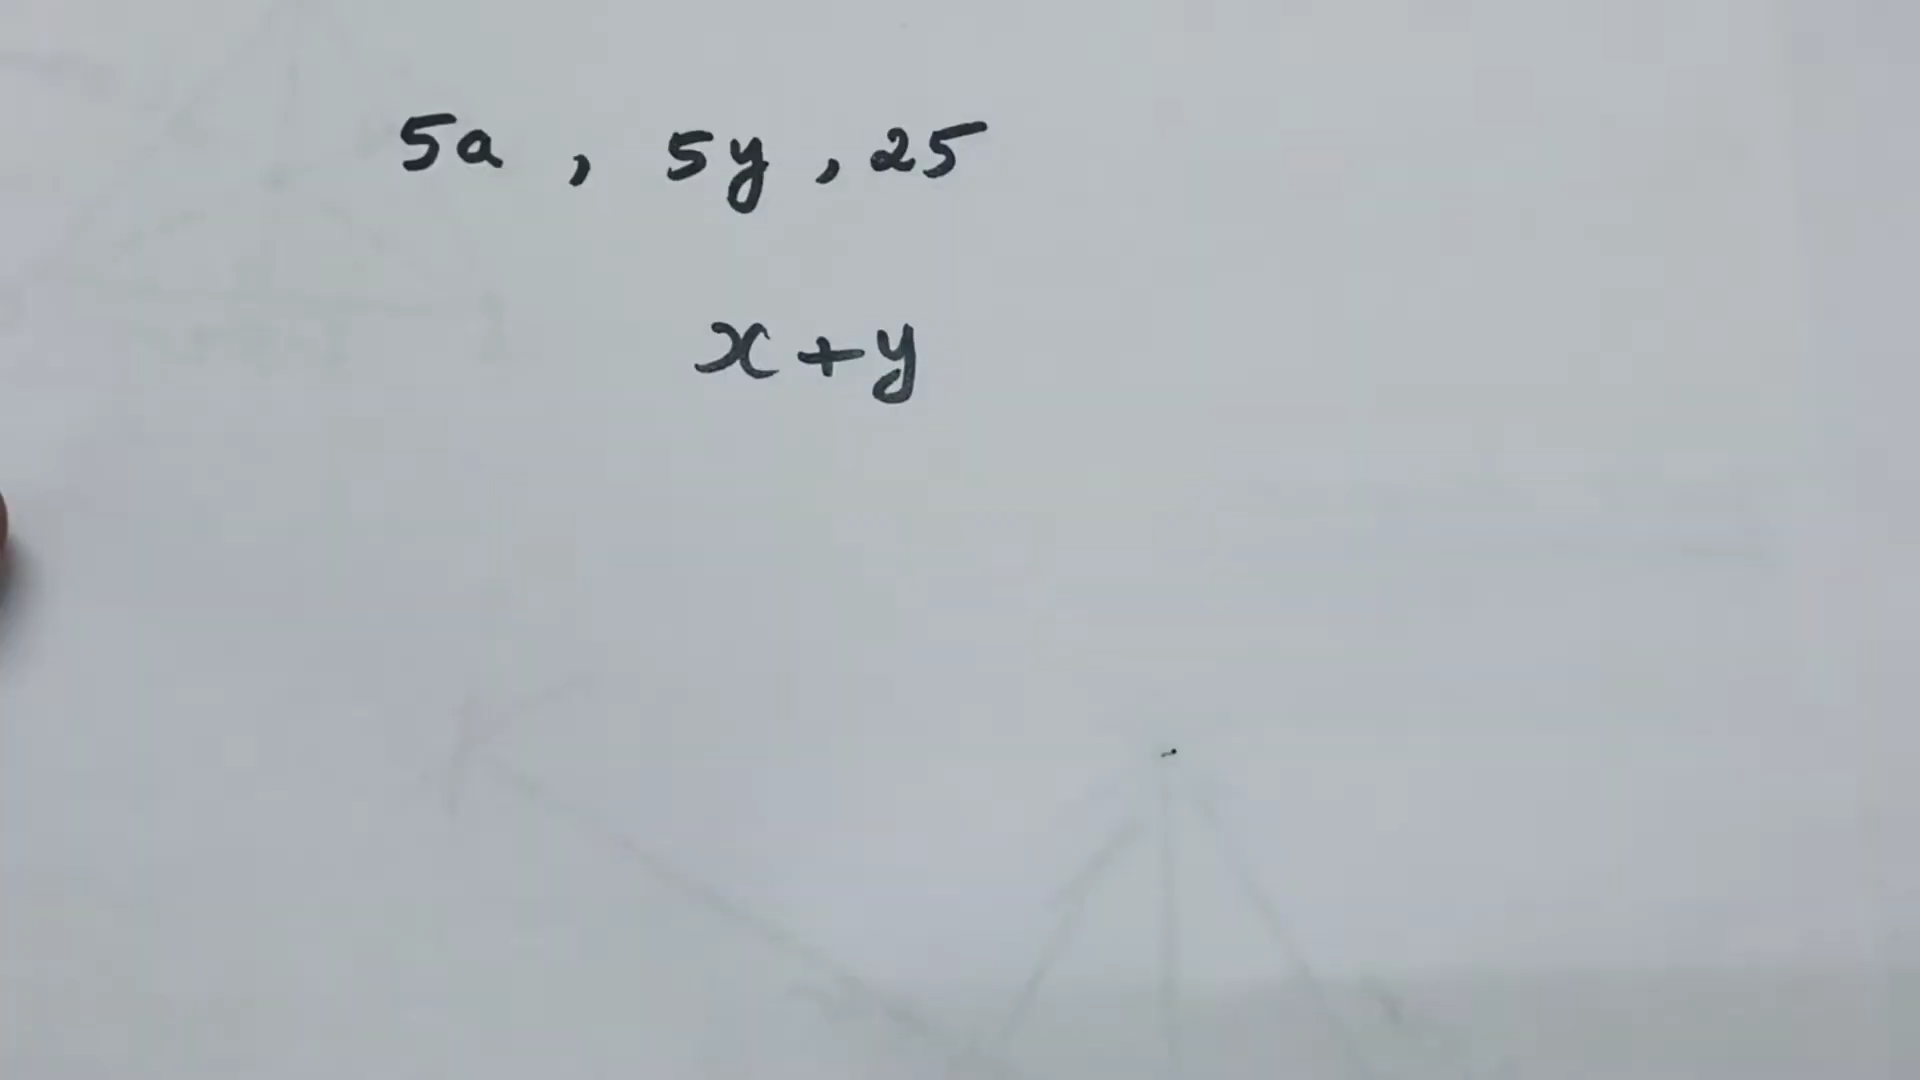 5a , 5y , 25
x + y